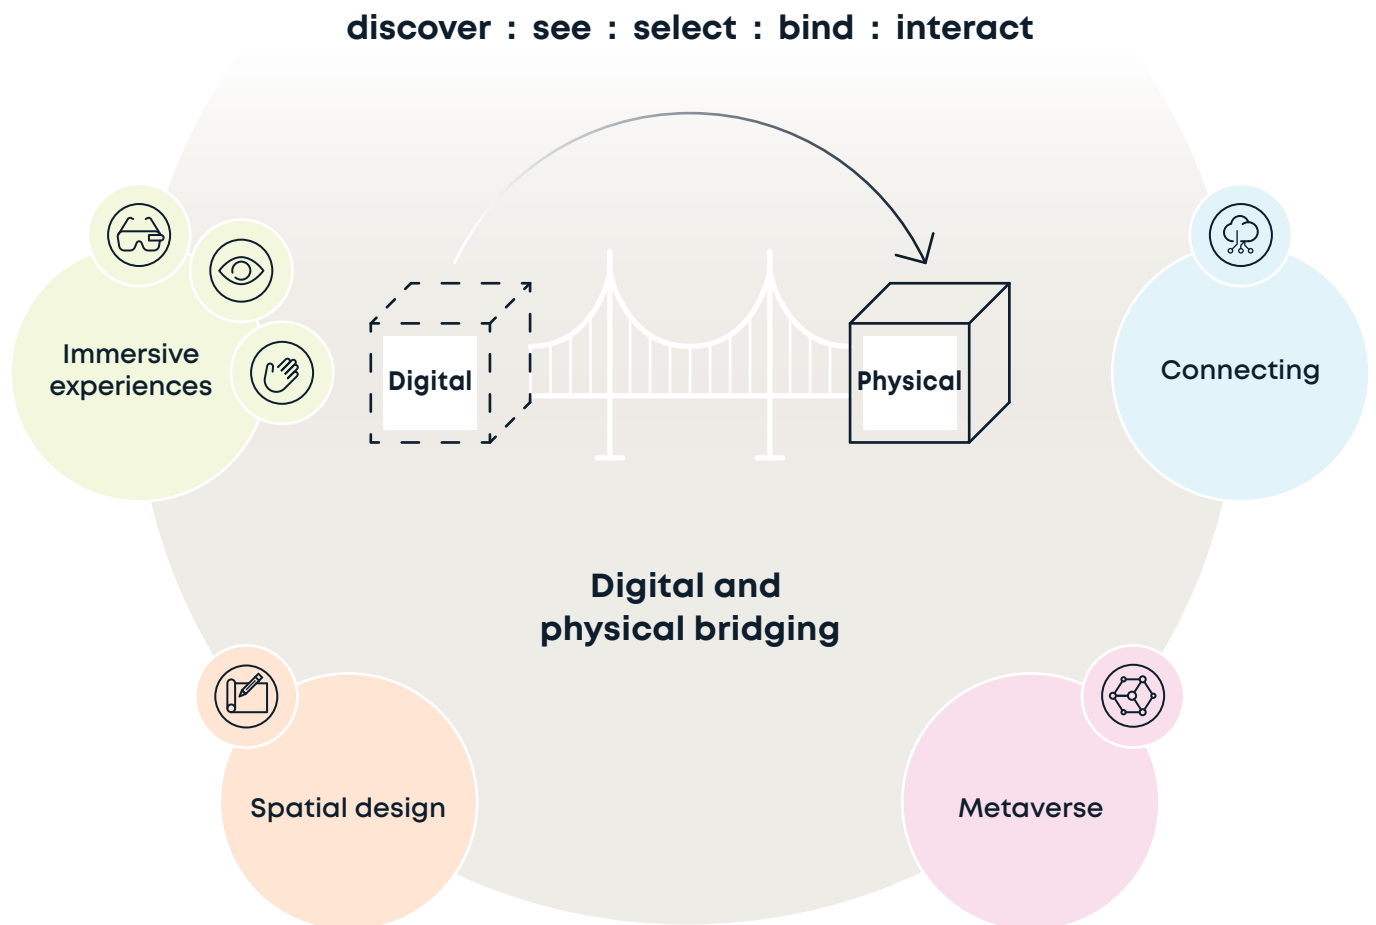 discover : see : select : bind : interact
Immersive
experiences
Digital
Physical
Connecting
Digital and
physical bridging
Spatial design
Metaverse